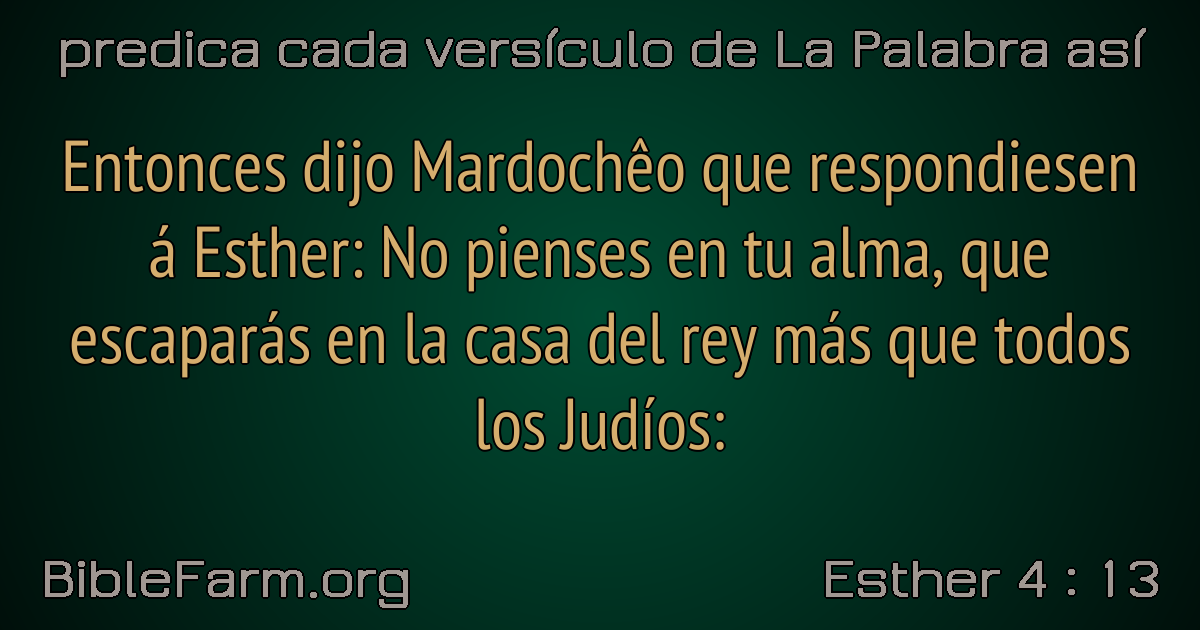 predica cada versículo de La Palabra así
Entonces dijo Mardochêo que respondiesen
á Esther: No pienses en tu alma, que
escaparás en la casa del rey más que todos
los Judíos:
BibleFarm.org
Esther 4 : 13